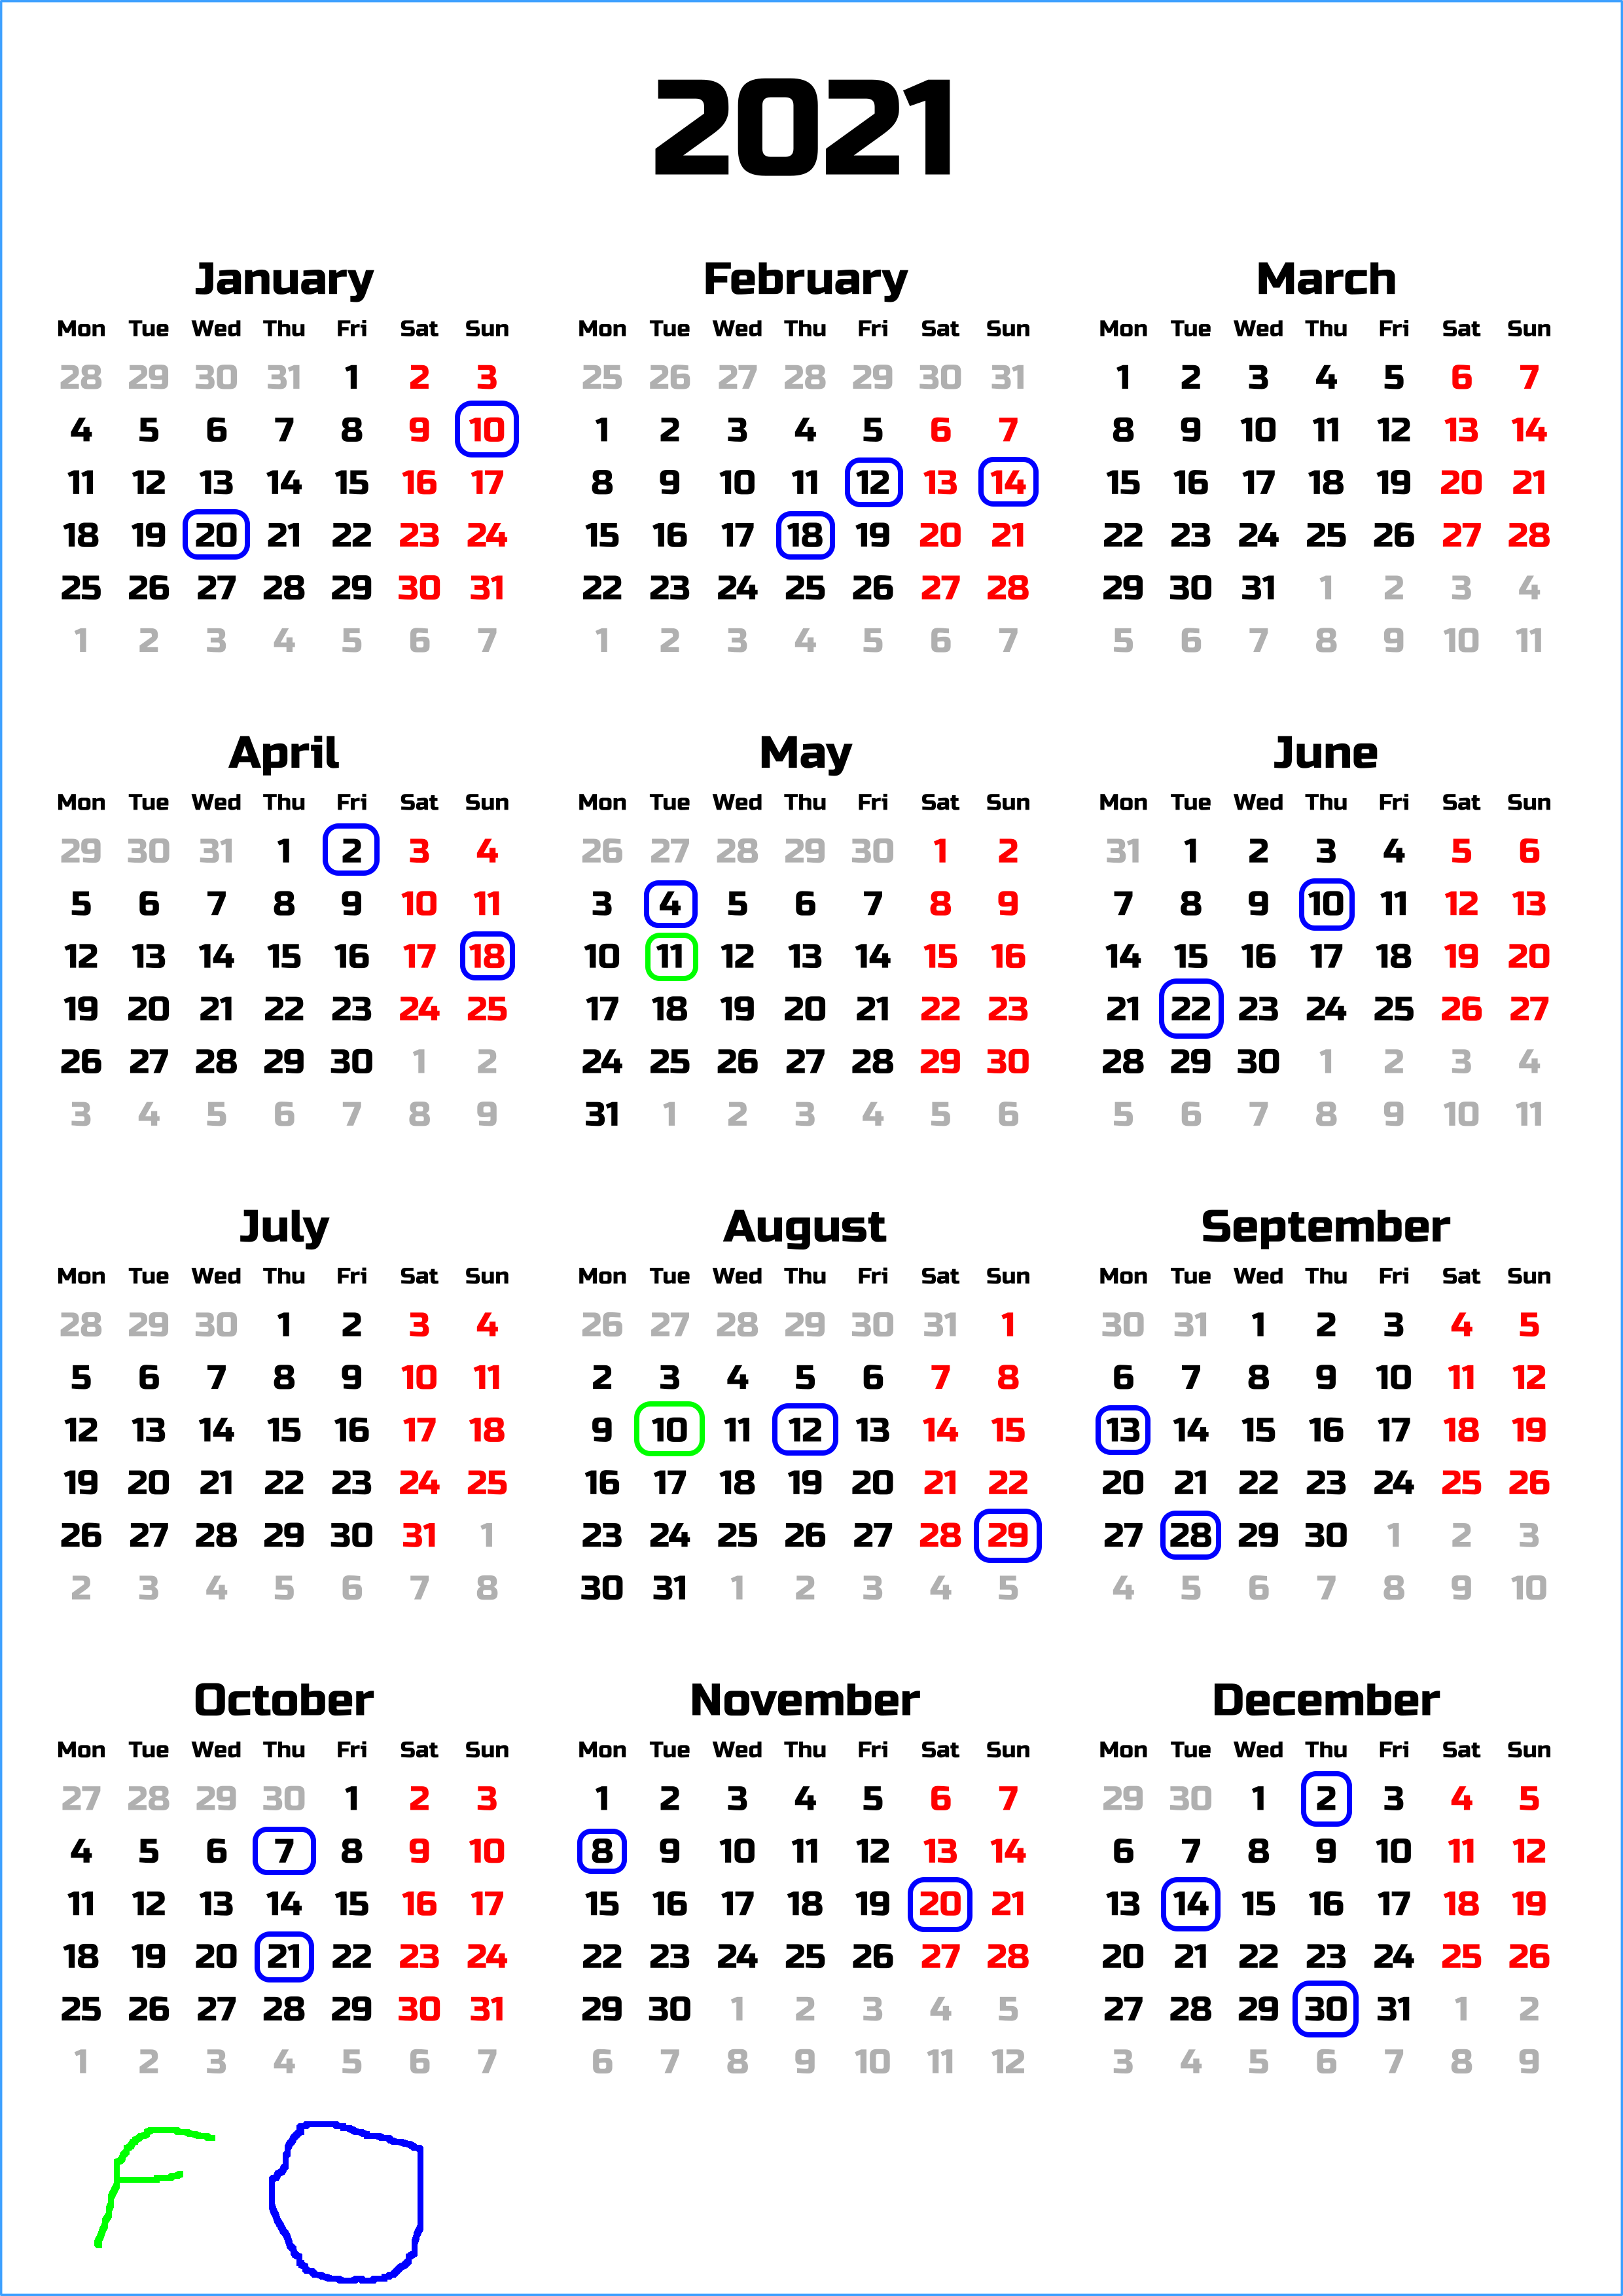 2021
January February March
Mon Tue Wed Thu Fri Sat Sun Mon Tue Wed Thu Fri Sat Sun Mon Tue Wed Thu Fri Sat Sun
28 29 30 31 1 2 3 25 26 27 28 29 30 31 1 2 3 4 5 6 7
4 5 6 7 8 9 10 1 2 3 4 5 6 7 8 9 10 11 12 13 14
11 12 13 14 15 16 17 8 9 10 11 12 13 14 15 16 17 18 19 20 21
18 19 20 21 22 23 24 15 16 17 18 19 20 21 22 23 24 25 26 27 28
25 26 27 28 29 30 31 22 23 24 25 26 27 28 29 30 31 1 2 3 4
1 2 3 4 5 6 7 1 2 3 4 5 6 7 5 6 7 8 9 10 11
April May June
Mon Tue Wed Thu Fri Sat Sun Mon Tue Wed Thu Fri Sat Sun Mon Tue Wed Thu Fri Sat Sun
29 30 31 1 2 3 4 26 27 28 29 30 1 2 31 1 2 3 4 5 6
5 6 7 8 9 10 11 3 4 5 6 7 8 9 7 8 9 10 11 12 13
12 13 14 15 16 17 18 10 11 12 13 14 15 16 14 15 16 17 18 19 20
19 20 21 22 23 24 25 17 18 19 20 21 22 23 21 22 23 24 25 26 27
26 27 28 29 30 1 2 24 25 26 27 28 29 30 28 29 30 1 2 3 4
3 4 5 6 7 8 9 31 1 2 3 4 5 6 5 6 7 8 9 10 11
July August September
Mon Tue Wed Thu Fri Sat Sun Mon Tue Wed Thu Fri Sat Sun Mon Tue Wed Thu Fri Sat Sun
28 29 30 1 2 3 4 26 27 28 29 30 31 1 30 31 1 2 3 4 5
5 6 7 8 9 10 11 2 3 4 5 6 7 8 6 7 8 9 10 11 12
12 13 14 15 16 17 18 9 10 11 12 13 14 15 13 14 15 16 17 18 19
19 20 21 22 23 24 25 16 17 18 19 20 21 22 20 21 22 23 24 25 26
26 27 28 29 30 31 1 23 24 25 26 27 28 29 27 28 29 30 1 2 3
2 3 4 5 6 7 8 30 31 1 2 3 4 5 4 5 6 7 8 9 10
October November December
Mon Tue Wed Thu Fri Sat Sun Mon Tue Wed Thu Fri Sat Sun Mon Tue Wed Thu Fri Sat Sun
27 28 29 30 1 2 3 1 2 3 4 5 6 7 29 30 1 2 3 4 5
4 5 6 7 8 9 10 8 9 10 11 12 13 14 6 7 8 9 10 11 12
11 12 13 14 15 16 17 15 16 17 18 19 20 21 13 14 15 16 17 18 19
18 19 20 21 22 23 24 22 23 24 25 26 27 28 20 21 22 23 24 25 26
25 26 27 28 29 30 31 29 30 1 2 3 4 5 27 28 29 30 31 1 2
1 2 3 4 5 6 7 6 7 8 9 10 11 12 3 4 5 6 7 8 9
F O